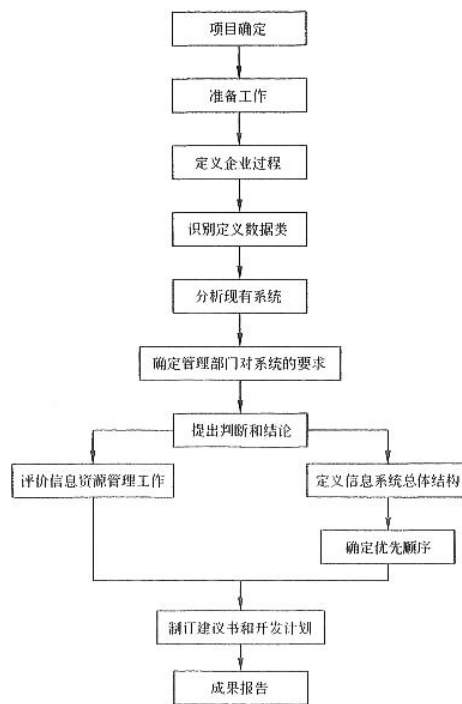 项目确定
准备工作
定义企业过程
识别定义数据类
分析现有系统
确定管理部门对系统的要求
提出判断和结论
评价信息资源管理工作
定义信息系统总体结构
确定优先顺序
制订建议书和开发计划
成果报告